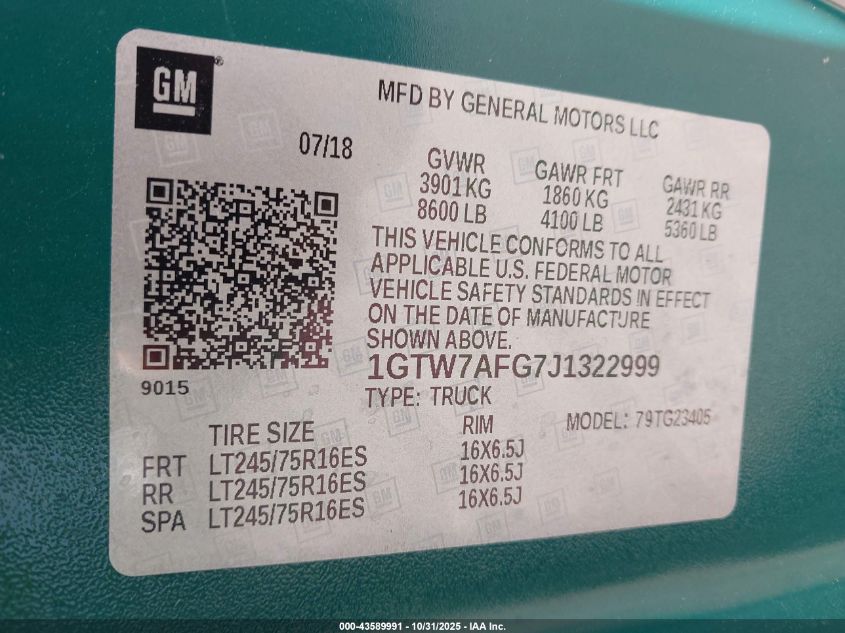 GM®
MFD BY GENERAL MOTORS LLC
07/18
GVWR
3901 KG
8600 LB
GAWR FRT
1860 KG
4100 LB
GAWR RR
2431 KG
5360 LB
THIS VEHICLE CONFORMS TO ALL
APPLICABLE U.S. FEDERAL MOTOR
VEHICLE SAFETY STANDARDS IN EFFECT
ON THE DATE OF MANUFACTURE
SHOWN ABOVE.
9015
1GTW7AFG7J1322999
TYPE: TRUCK
MODEL: 79TG23405
TIRE SIZE RIM
FRT LT245/75R16ES 16X6.5J
RR LT245/75R16ES 16X6.5J
SPA LT245/75R16ES 16X6.5J
000-43589991 - 10/31/2025 - IAA Inc.